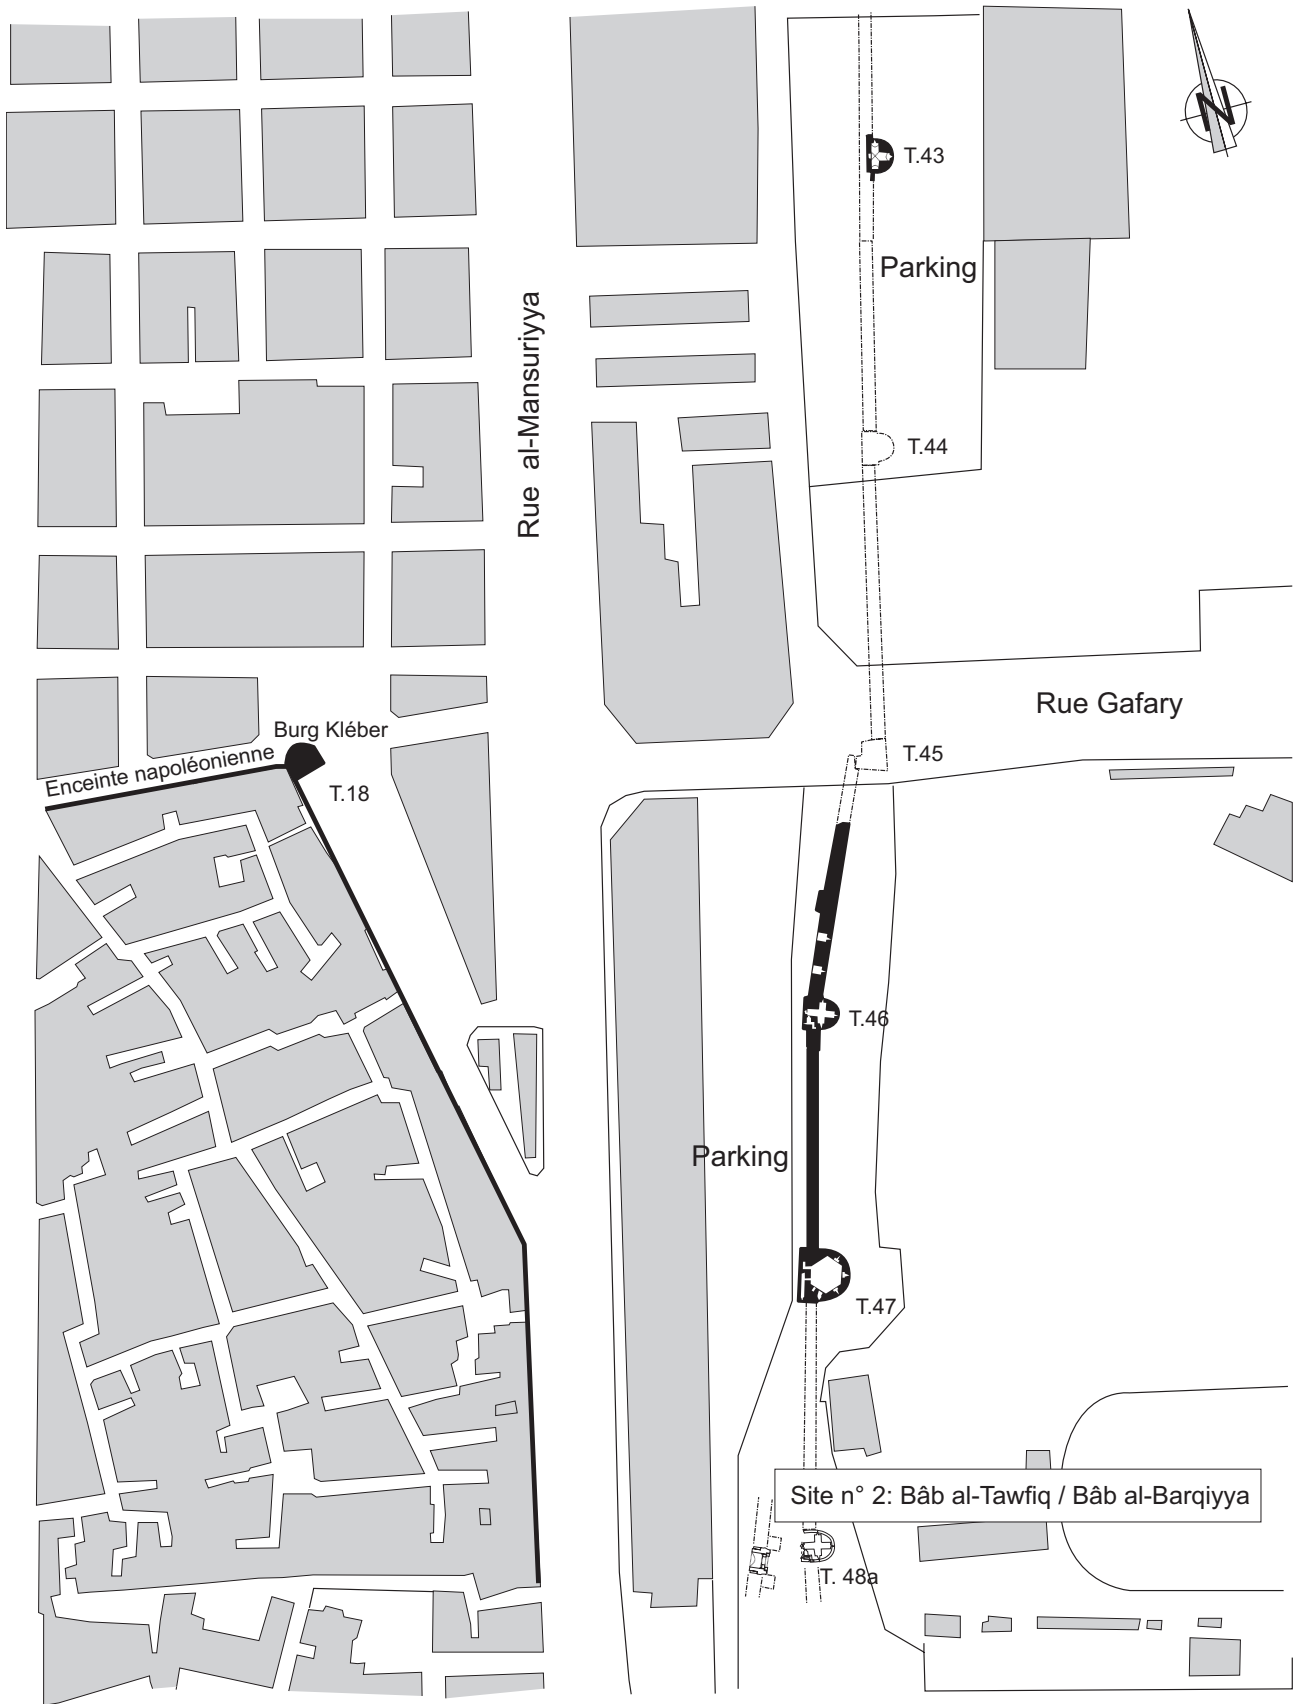 N
T.43
Parking
Rue al-Mansuriyya
T.44
Rue Gafary
Burg Kléber
Enceinte napoléonienne
T.45
T.18
T.46
Parking
T.47
Site n° 2: Bâb al-Tawfiq / Bâb al-Barqiyya
T. 48a